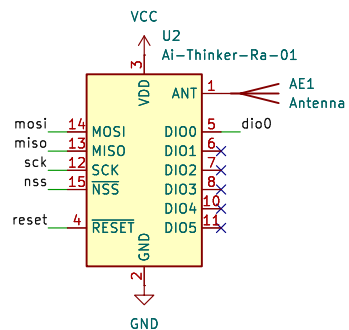 VCC
U2
Ai-Thinker-Ra-01
3
VDD
1
ANT
AE1
Antenna
mosi 14 MOSI
DIO0 5 dio0
miso 13 MISO
DIO1 6
sck 12 SCK
DIO2 7
nss 15 NSS
DIO3 8
DIO4 10
reset 4 RESET
DIO5 11
GND
2
GND